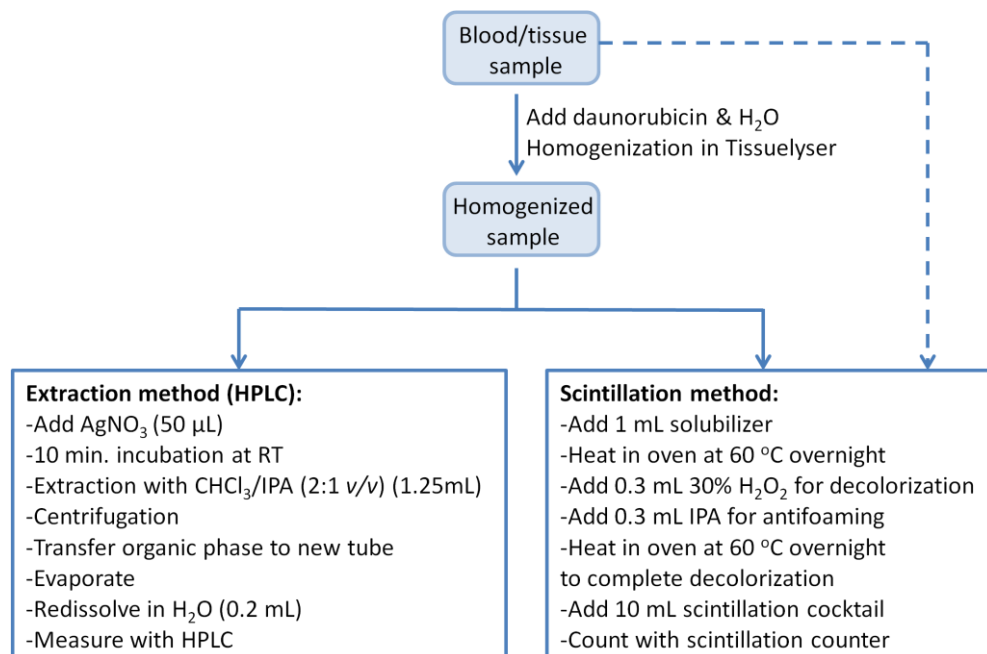 Blood/tissue
sample
Add daunorubicin & H₂O
Homogenization in Tissuelyser
Homogenized
sample
Extraction method (HPLC):
-Add AgNO₃ (50 µL)
-10 min. incubation at RT
-Extraction with CHCl₃/IPA (2:1 v/v) (1.25mL)
-Centrifugation
-Transfer organic phase to new tube
-Evaporate
-Redissolve in H₂O (0.2 mL)
-Measure with HPLC
Scintillation method:
-Add 1 mL solubilizer
-Heat in oven at 60 °C overnight
-Add 0.3 mL 30% H₂O₂ for decolorization
-Add 0.3 mL IPA for antifoaming
-Heat in oven at 60 °C overnight
to complete decolorization
-Add 10 mL scintillation cocktail
-Count with scintillation counter